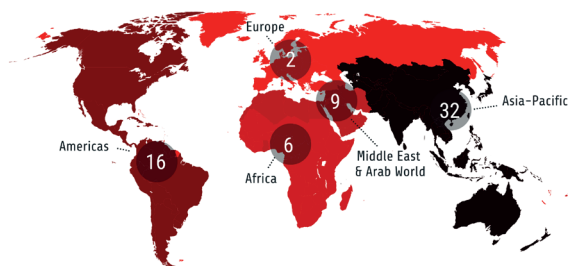 Europe
2
9
32
Asia-Pacific
Americas
16
6
Middle East
& Arab World
Africa